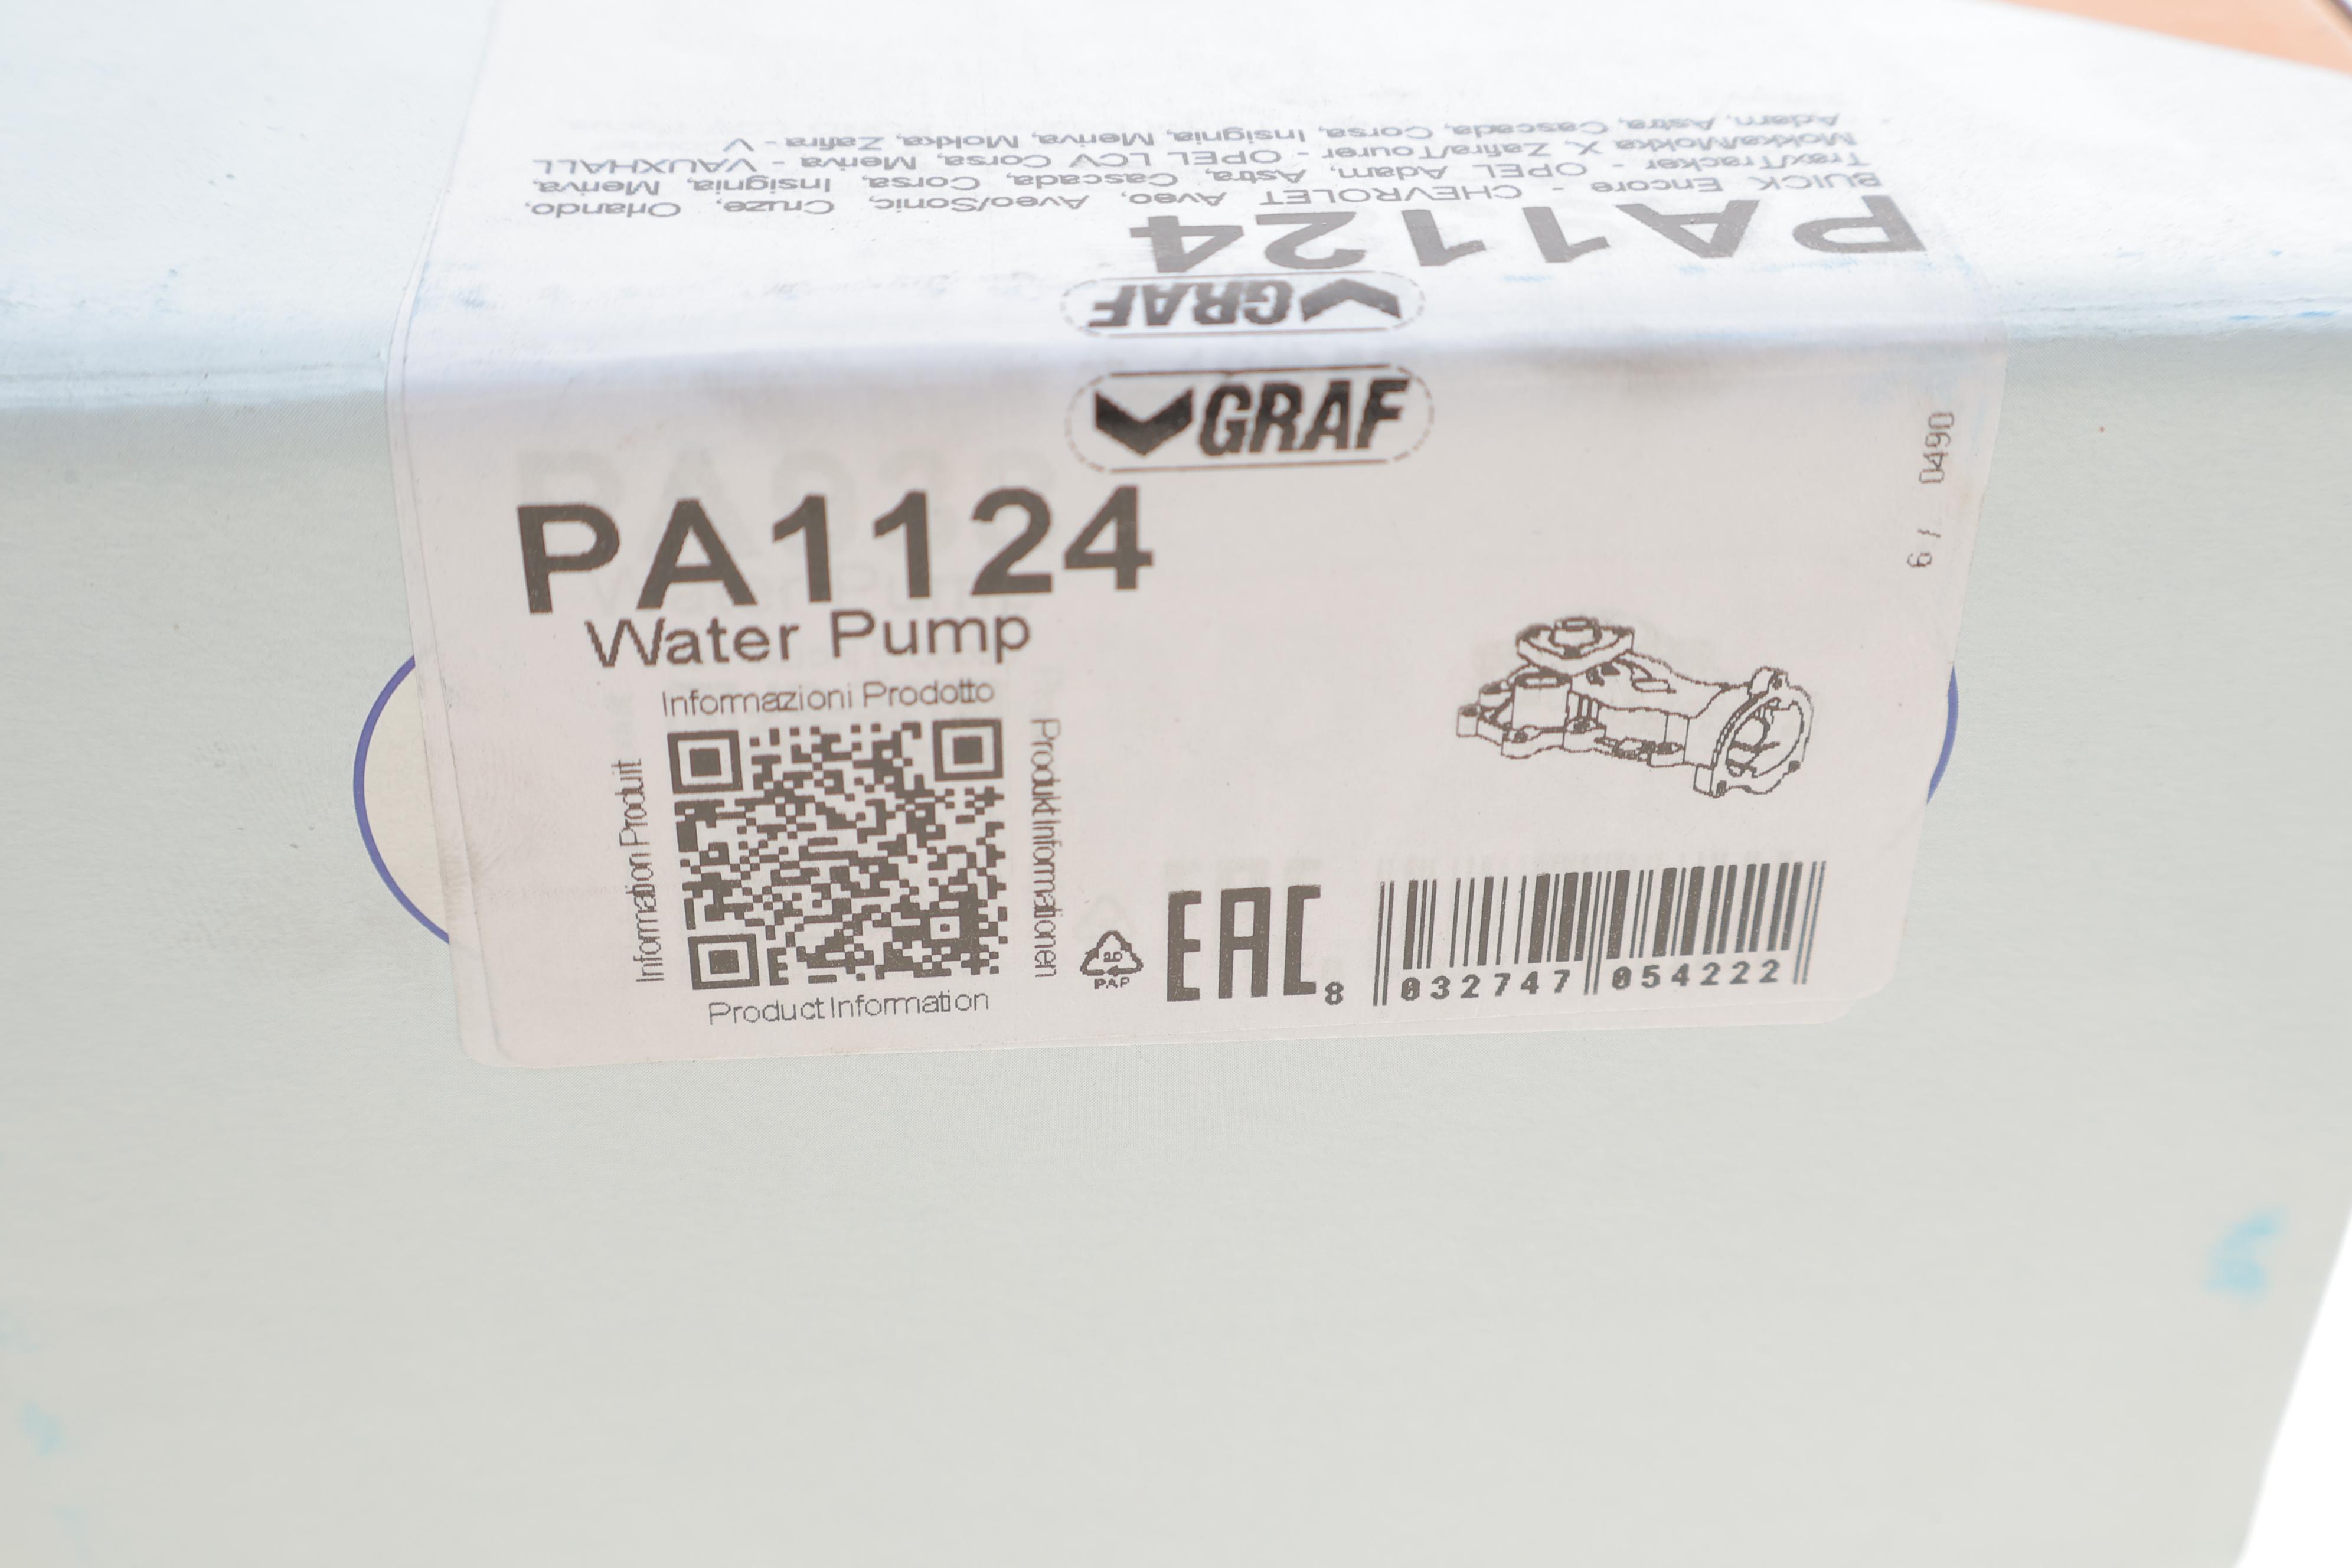 GRAF
PA1124
BUICK Encore - CHEVROLET Aveo, Aveo/Sonic, Cruze, Orlando,
Trax/Tracker - OPEL Adam, Astra, Cascada, Corsa, Insignia, Meriva,
Mokka/Mokka X, Zafira/Tourer - OPEL LCV Corsa, Meriva - VAUXHALL
Adam, Astra, Cascada, Corsa, Insignia, Meriva, Mokka, Zafira - V
GRAF
PA1124
Water Pump
Informazioni Prodotto
Information Produit
Produkt Informationen
Product Information
PAP
EAC
8 032747 054222